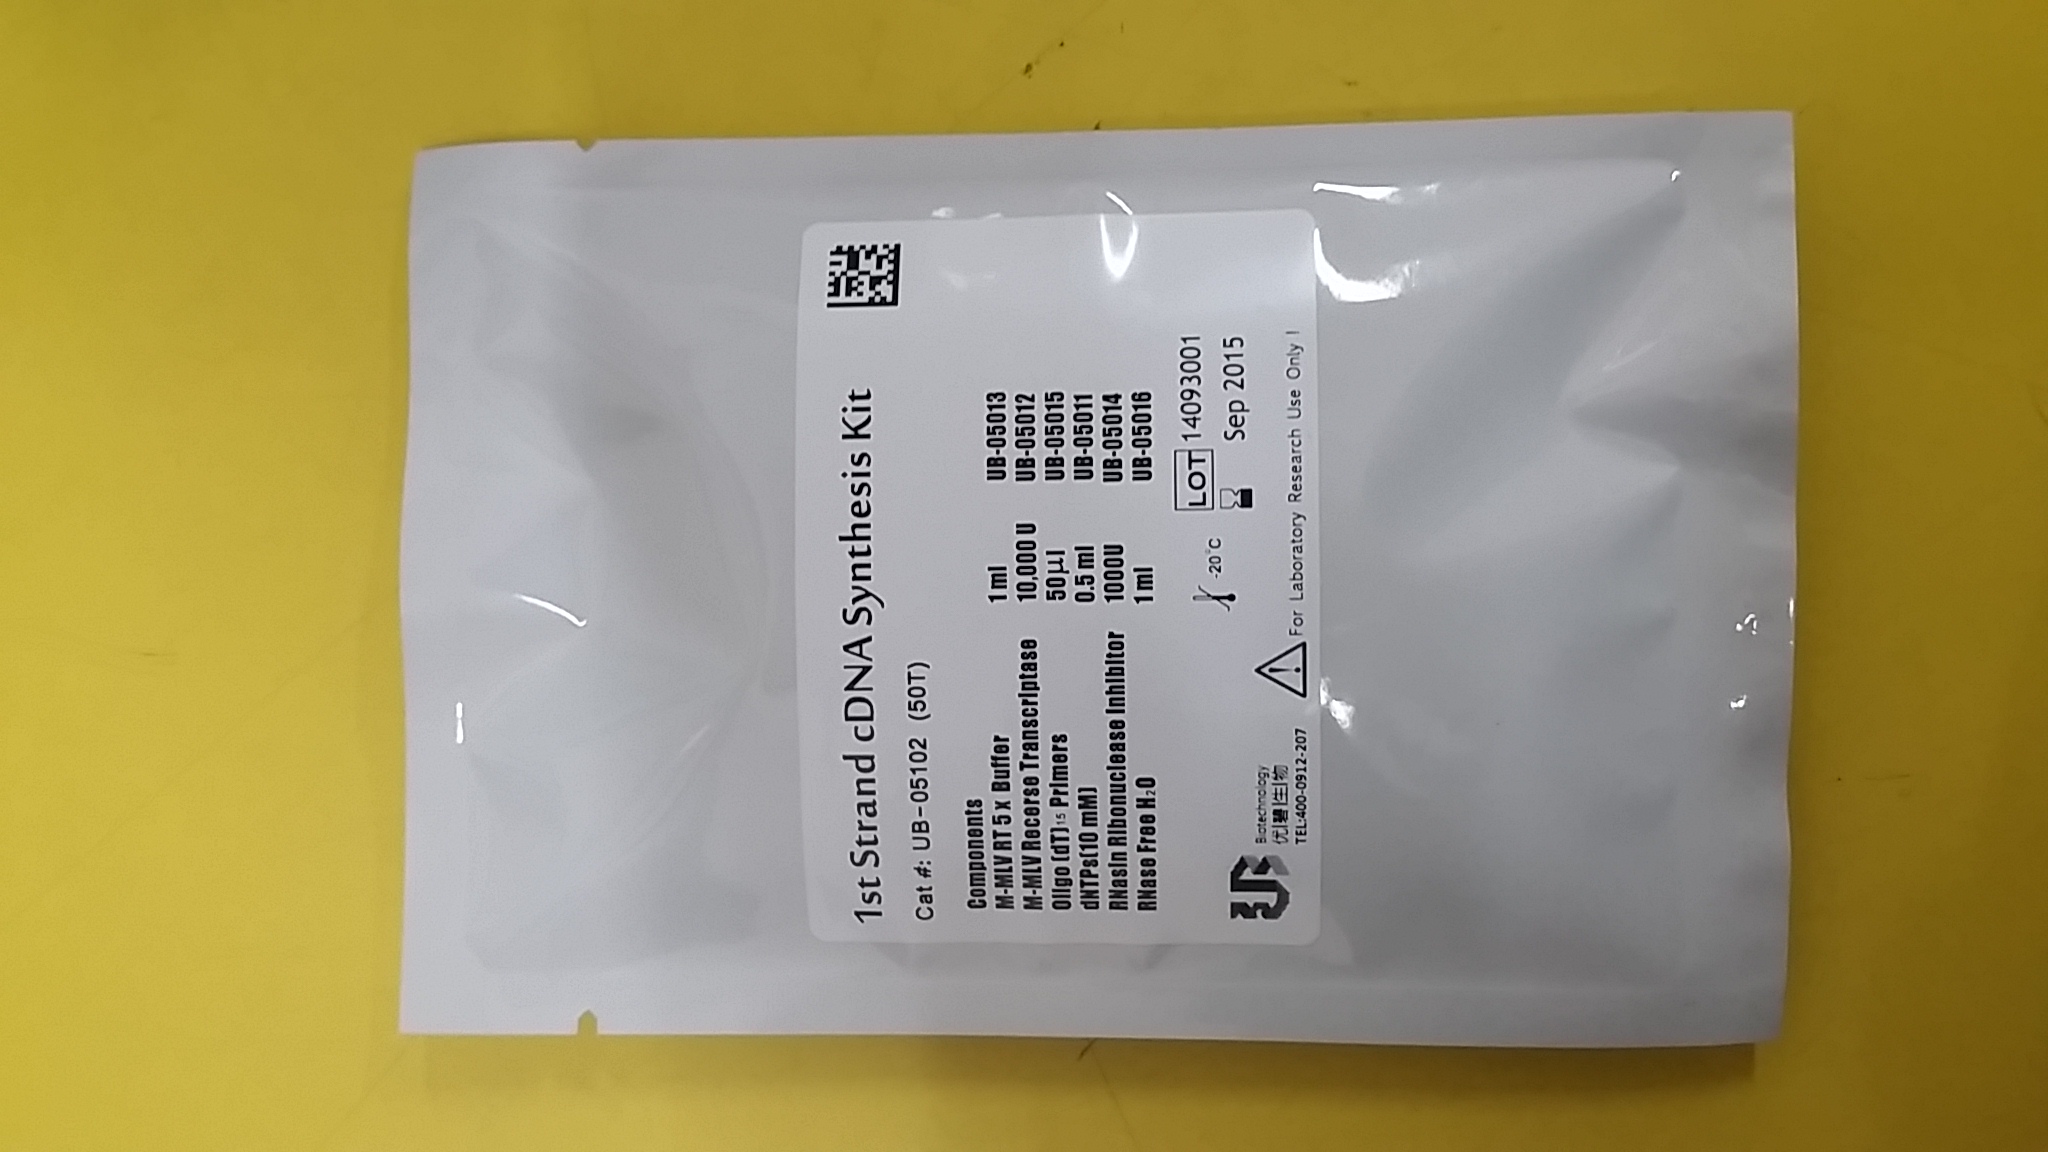 1st Strand cDNA Synthesis Kit
Cat #: UB-05102 (50T)
Components
M-MLV RT 5 x Buffer 1 ml UB-05013
M-MLV Recerse Transcriptase 10,000 U UB-05012
Oligo (dT)15 Primers 50μl UB-05015
dNTPs(10 mM) 0.5 ml UB-05011
RNasin Ribonuclease Inhibitor 1000U UB-05014
RNase Free H₂O 1 ml UB-05016
-20℃
LOT 14093001
Sep 2015
Biotechnology
优碧生物
TEL:400-0912-207
For Laboratory Research Use Only !